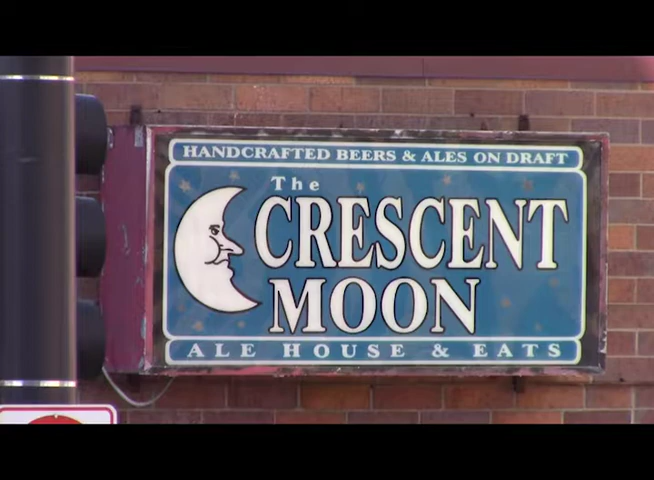 HANDCRAFTED BEERS & ALES ON DRAFT
The
CRESCENT
MOON
ALE HOUSE & EATS